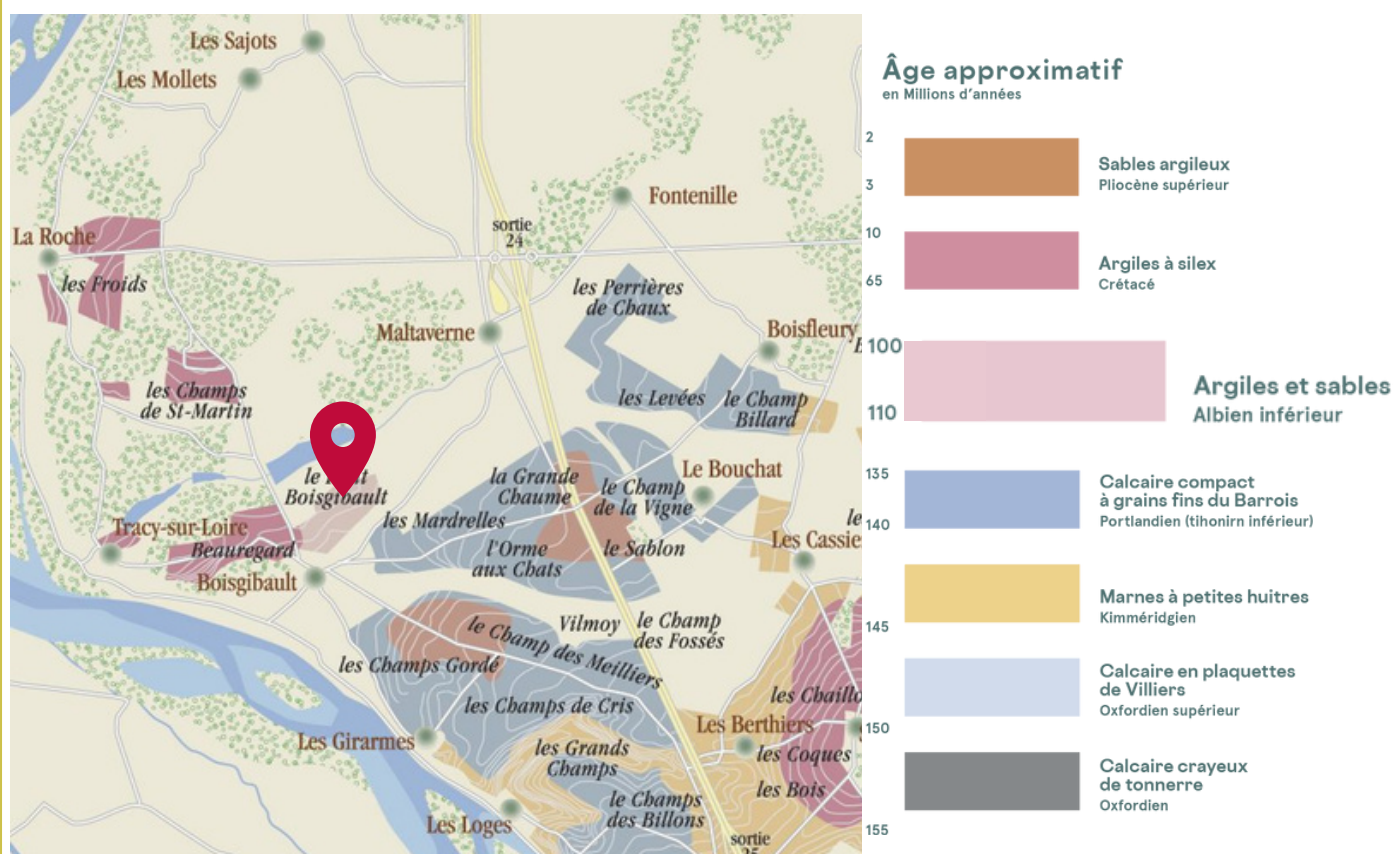 Les Sajots
Les Mollets
Fontenille
sortie
24
La Roche
les Froids
les Perrières
de Chaux
Maltaverne
Boisfleury
les Champs
de St-Martin
les Levées
le Champ
Billard
le
Boisgibault
la Grande
Chaume
Le Bouchat
le Champ
de la Vigne
les Mardrelles
Tracy-sur-Loire
Beauregard
l'Orme
aux Chats
le Sablon
le
Les Cassie
Boisgibault
Vilmoy
le Champ
des Fossés
le Champ des Meilliers
les Champs Gordé
les Champs de Cris
les Chaillo
Les Berthiers
Les Girarmes
les Grands
Champs
les Coques
les Bois
le Champs
des Billons
Les Loges
sortie
25
Âge approximatif
en Millions d'années
2
3
Sables argileux
Pliocène supérieur
10
65
Argiles à silex
Crétacé
100
110
Argiles et sables
Albien inférieur
135
140
Calcaire compact
à grains fins du Barrois
Portlandien (tihonirn inférieur)
145
Marnes à petites huitres
Kimméridgien
Calcaire en plaquettes
de Villiers
Oxfordien supérieur
150
Calcaire crayeux
de tonnerre
Oxfordien
155